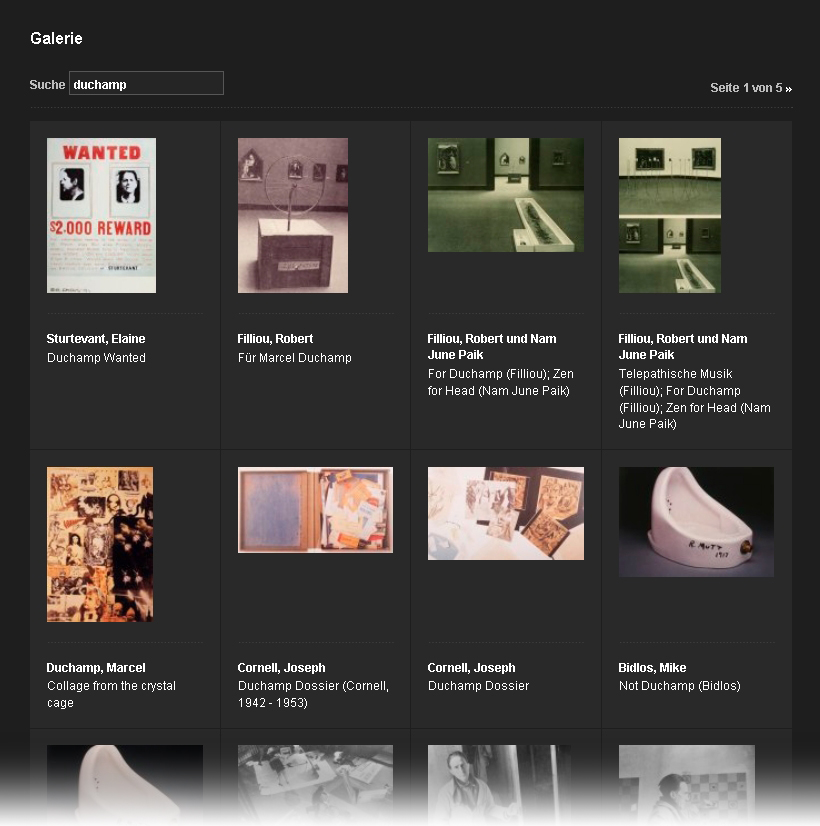 Galerie
Suche duchamp
Seite 1 von 5 »
WANTED
$2,000 REWARD
STURTEVANT
Sturtevant, Elaine
Duchamp Wanted
Filliou, Robert
Für Marcel Duchamp
Filliou, Robert und Nam
June Paik
For Duchamp (Filliou); Zen
for Head (Nam June Paik)
Filliou, Robert und Nam
June Paik
Telepathische Musik
(Filliou); For Duchamp
(Filliou); Zen for Head (Nam
June Paik)
R. MUTT
1917
Duchamp, Marcel
Collage from the crystal
cage
Cornell, Joseph
Duchamp Dossier (Cornell,
1942 - 1953)
Cornell, Joseph
Duchamp Dossier
Bidlos, Mike
Not Duchamp (Bidlos)